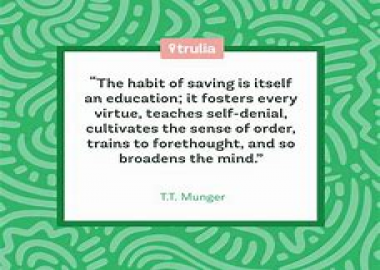 trulia
“The habit of saving is itself
an education; it fosters every
virtue, teaches self-denial,
cultivates the sense of order,
trains to forethought, and so
broadens the mind.”
T.T. Munger